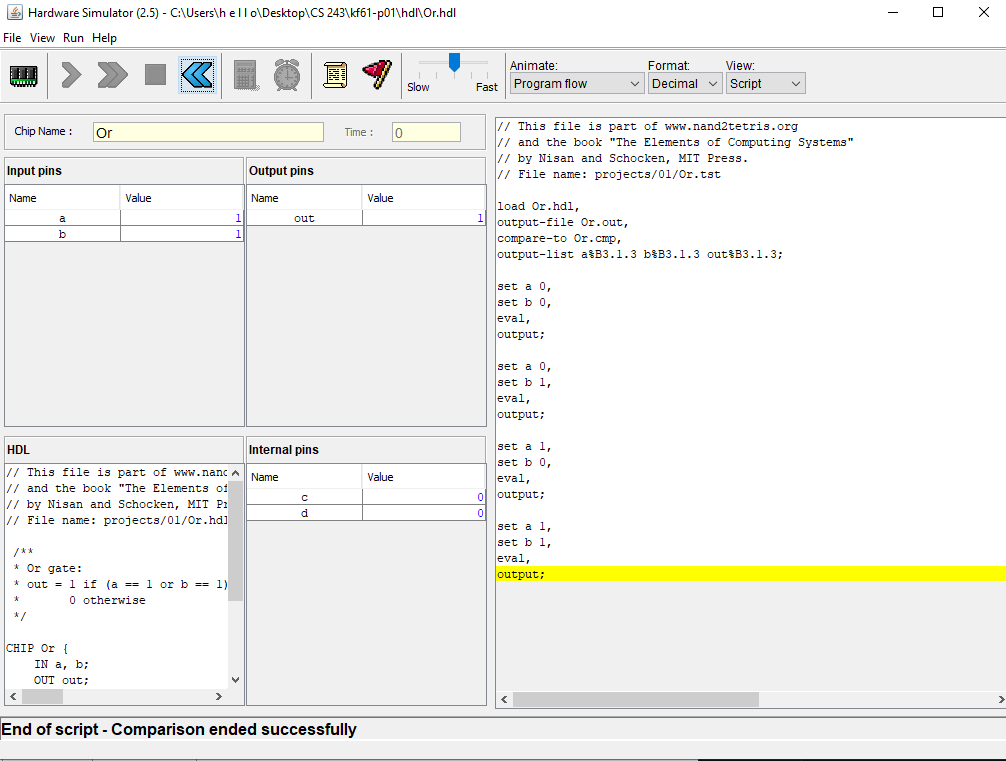 Hardware Simulator (2.5) - C:\Users\h e l l o\Desktop\CS 243\kf61-p01\hdl\Or.hdl
File View Run Help
Slow Fast
Animate: Format: View:
Program flow Decimal Script
Chip Name : Or Time : 0
Input pins
Name Value
a 1
b 1
Output pins
Name Value
out 1
HDL
// This file is part of www.nand
// and the book "The Elements of
// by Nisan and Schocken, MIT Pr
// File name: projects/01/Or.hdl
/**
* Or gate:
* out = 1 if (a == 1 or b == 1)
* 0 otherwise
*/
CHIP Or {
IN a, b;
OUT out;
Internal pins
Name Value
c 0
d 0
// This file is part of www.nand2tetris.org
// and the book "The Elements of Computing Systems"
// by Nisan and Schocken, MIT Press.
// File name: projects/01/Or.tst
load Or.hdl,
output-file Or.out,
compare-to Or.cmp,
output-list a%B3.1.3 b%B3.1.3 out%B3.1.3;
set a 0,
set b 0,
eval,
output;
set a 0,
set b 1,
eval,
output;
set a 1,
set b 0,
eval,
output;
set a 1,
set b 1,
eval,
output;
End of script - Comparison ended successfully